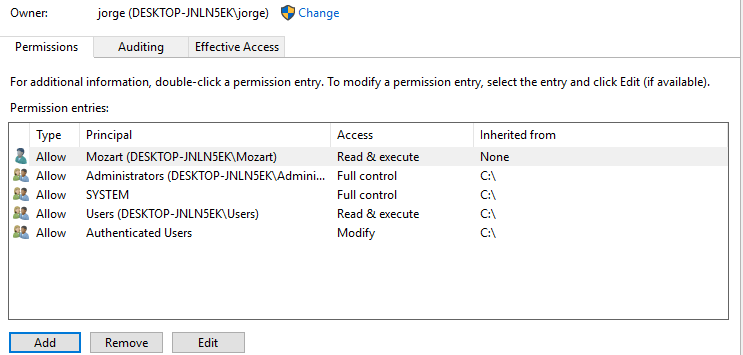 Owner: jorge (DESKTOP-JNLN5EK\jorge) Change
Permissions Auditing Effective Access
For additional information, double-click a permission entry. To modify a permission entry, select the entry and click Edit (if available).
Permission entries:
Type Principal Access Inherited from
Allow Mozart (DESKTOP-JNLN5EK\Mozart) Read & execute None
Allow Administrators (DESKTOP-JNLN5EK\Admini... Full control C:\
Allow SYSTEM Full control C:\
Allow Users (DESKTOP-JNLN5EK\Users) Read & execute C:\
Allow Authenticated Users Modify C:\
Add Remove Edit